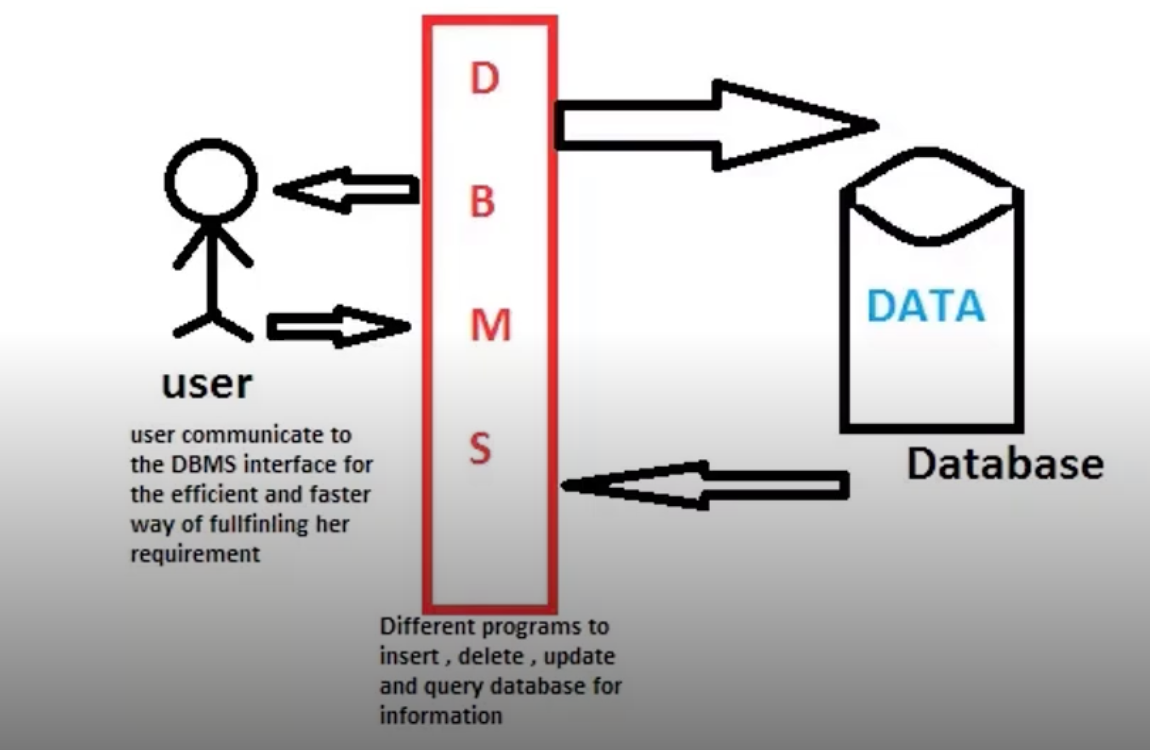 D
B
M
S
DATA
user
Database
user communicate to
the DBMS interface for
the efficient and faster
way of fullfinling her
requirement
Different programs to
insert , delete , update
and query database for
information